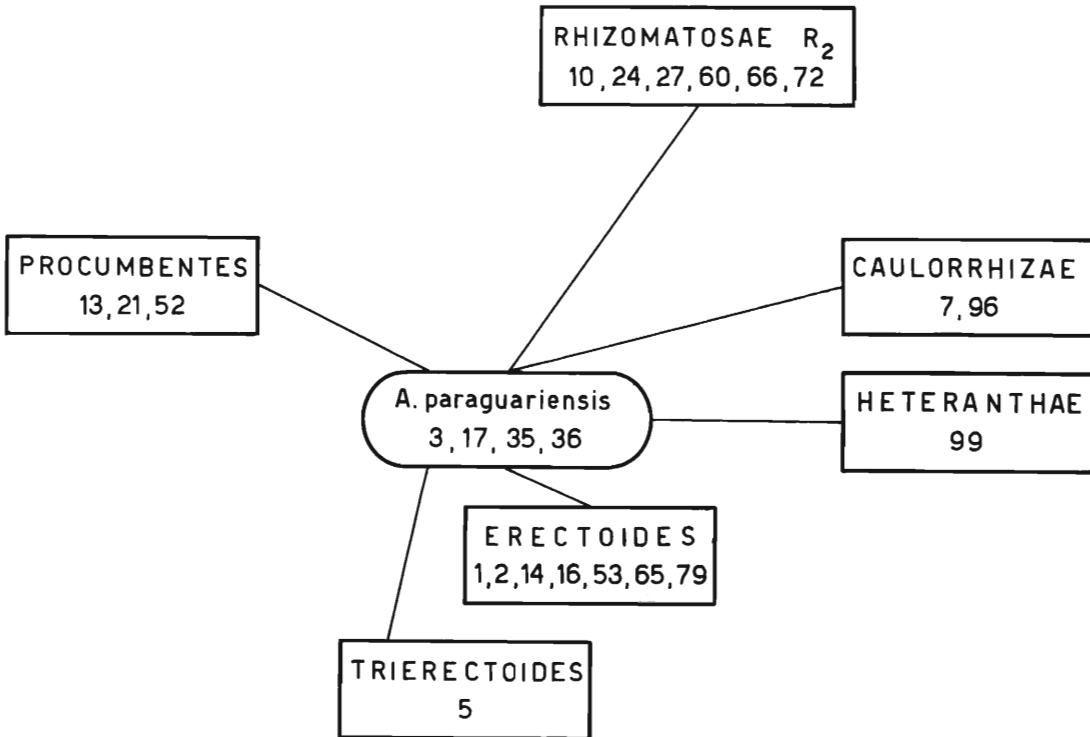 RHIZOMATOSAE R2
10, 24, 27, 60, 66, 72
PROCUMBENTES
13, 21, 52
CAULORRHIZAE
7, 96
A. paraguariensis
3, 17, 35, 36
HETERANTHAE
99
ERECTOIDES
1, 2, 14, 16, 53, 65, 79
TRIERECTOIDES
5